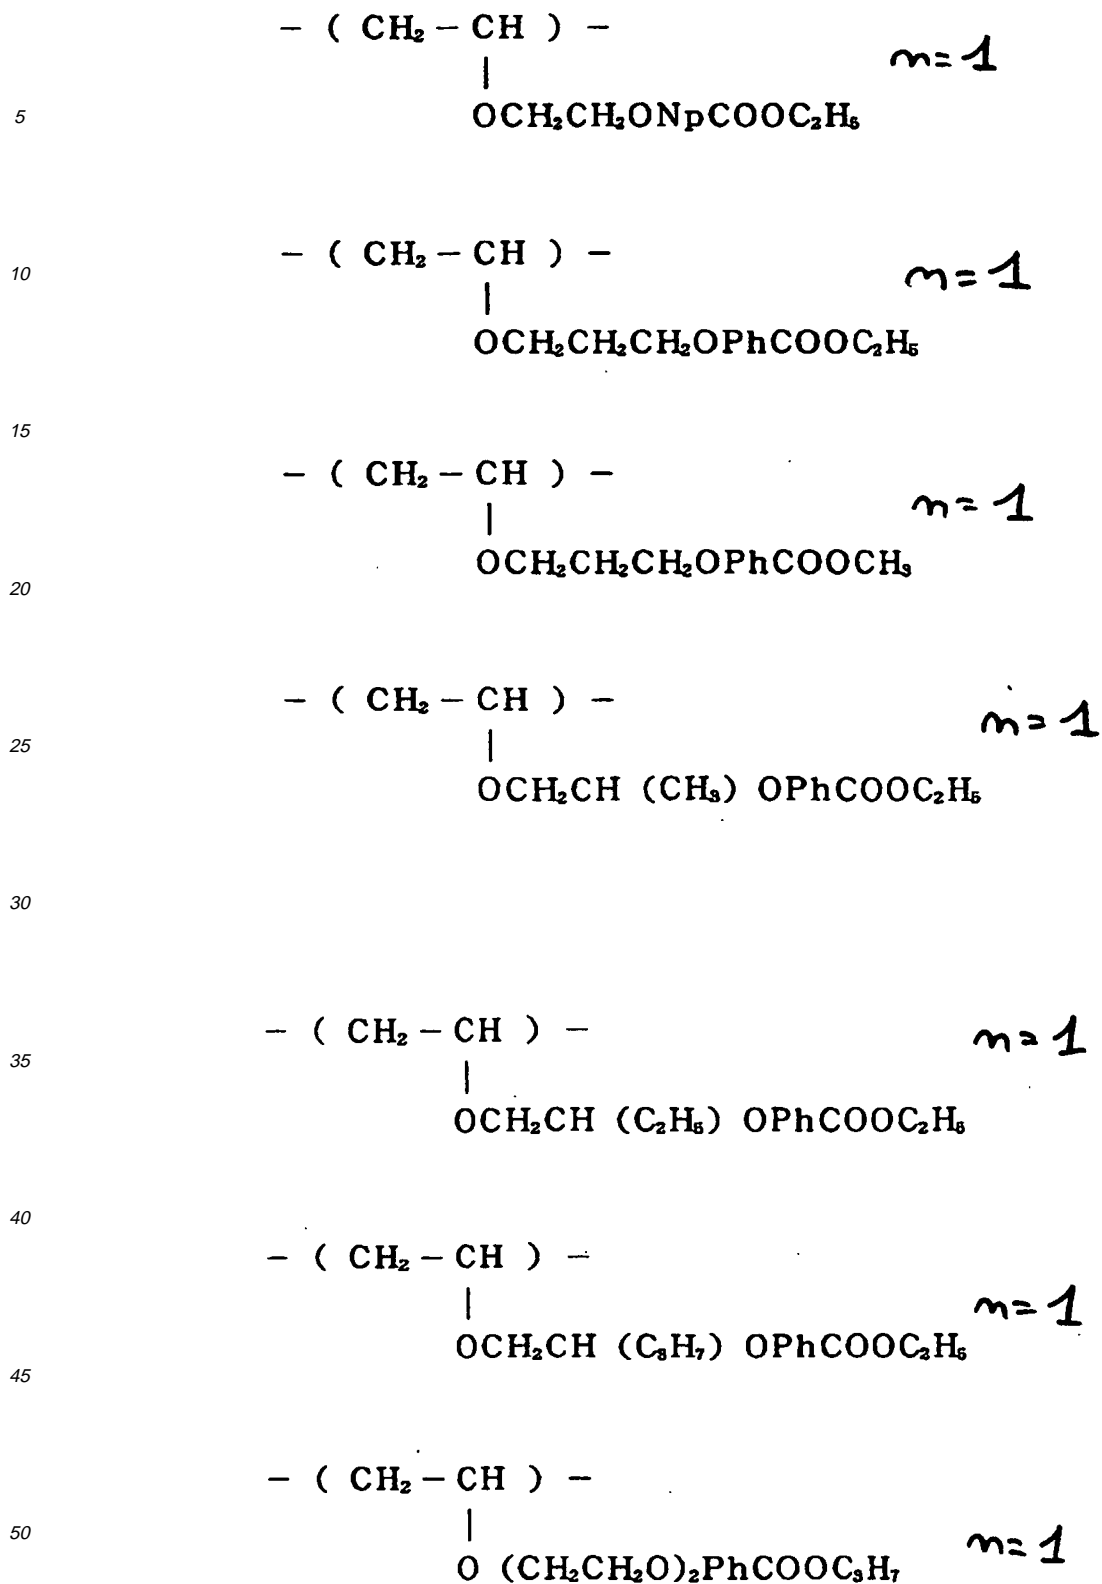 – ( CH₂ – CH ) –
n=1
|
5
OCH₂CH₂ONpCOOC₂H₅
– ( CH₂ – CH ) –
10
n=1
|
OCH₂CH₂CH₂OPhCOOC₂H₅
15
– ( CH₂ – CH ) –
n=1
|
OCH₂CH₂CH₂OPhCOOCH₃
20
– ( CH₂ – CH ) –
n=1
25
|
OCH₂CH (CH₃) OPhCOOC₂H₅
30
– ( CH₂ – CH ) –
n=1
35
|
OCH₂CH (C₂H₅) OPhCOOC₂H₅
40
– ( CH₂ – CH ) –
|
n=1
OCH₂CH (C₃H₇) OPhCOOC₂H₅
45
– ( CH₂ – CH ) –
50
|
n=1
O (CH₂CH₂O)₂PhCOOC₃H₇